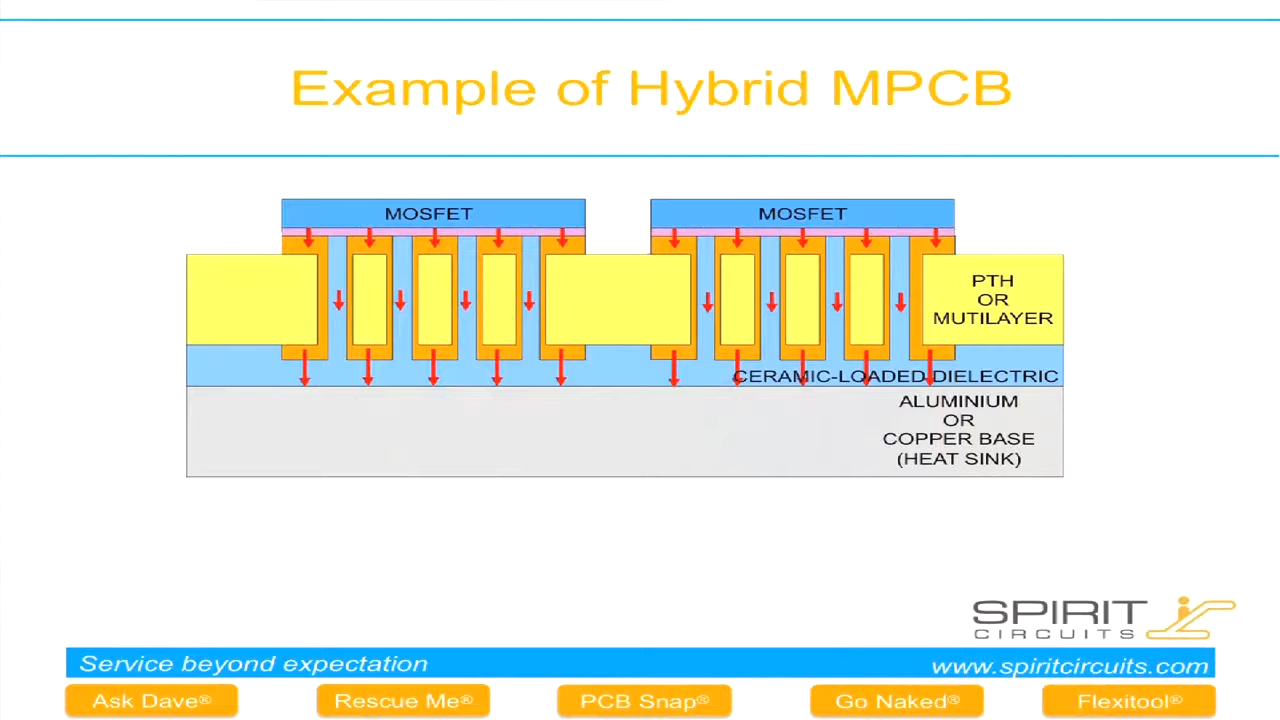 Example of Hybrid MPCB
MOSFET
MOSFET
PTH
OR
MUTILAYER
CERAMIC-LOADED DIELECTRIC
ALUMINIUM
OR
COPPER BASE
(HEAT SINK)
SPIRIT
CIRCUITS
Service beyond expectation
www.spiritcircuits.com
Ask Dave®
Rescue Me®
PCB Snap®
Go Naked®
Flexitool®